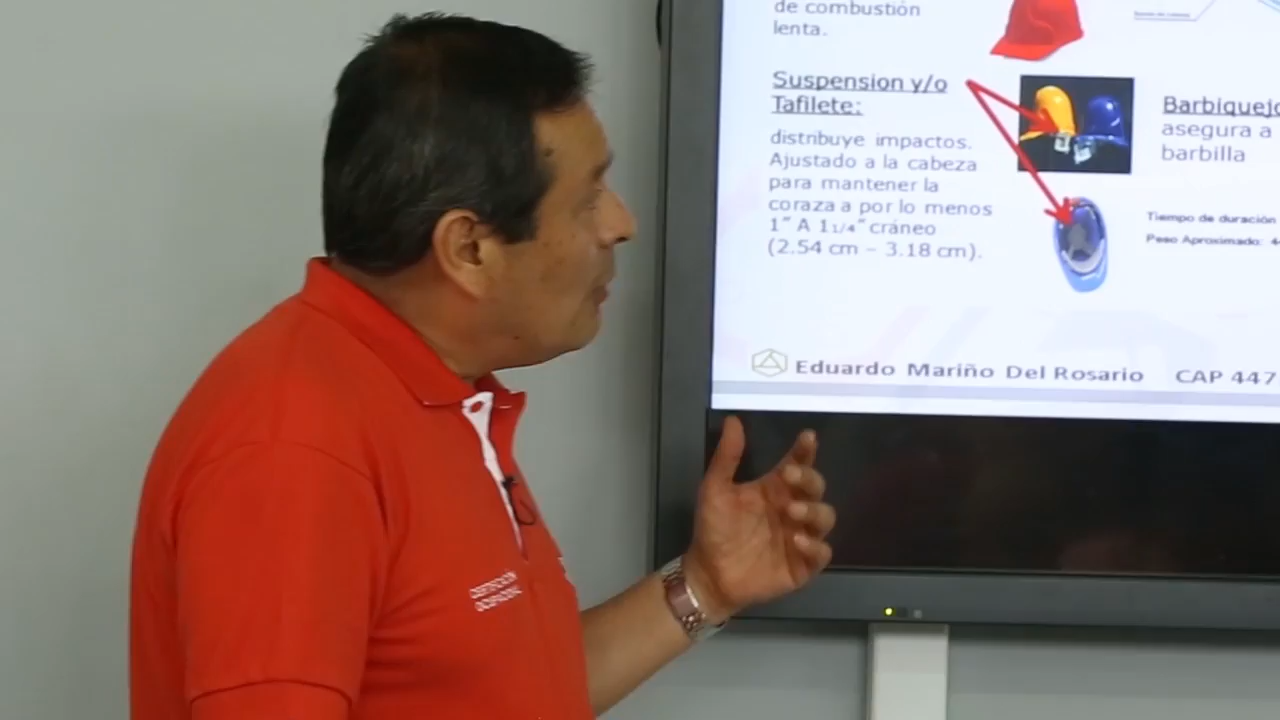 de combustión
lenta.
Suspension y/o
Tafilete:
distribuye impactos.
Ajustado a la cabeza
para mantener la
coraza a por lo menos
1” A 1 1/4” cráneo
(2.54 cm – 3.18 cm).
Barbiquejo
asegura a
barbilla
Tiempo de duración
Peso Aproximado: 4
Eduardo Mariño Del Rosario CAP 447